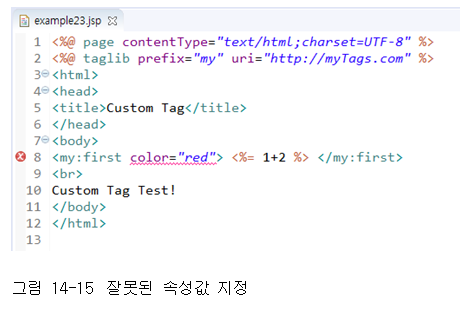 example23.jsp
1 <%@ page contentType="text/html;charset=UTF-8" %>
2 <%@ taglib prefix="my" uri="http://myTags.com" %>
3 <html>
4 <head>
5 <title>Custom Tag</title>
6 </head>
7 <body>
8 <my:first color="red"> <%= 1+2 %> </my:first>
9 <br>
10 Custom Tag Test!
11 </body>
12 </html>
13
그림 14-15 잘못된 속성값 지정